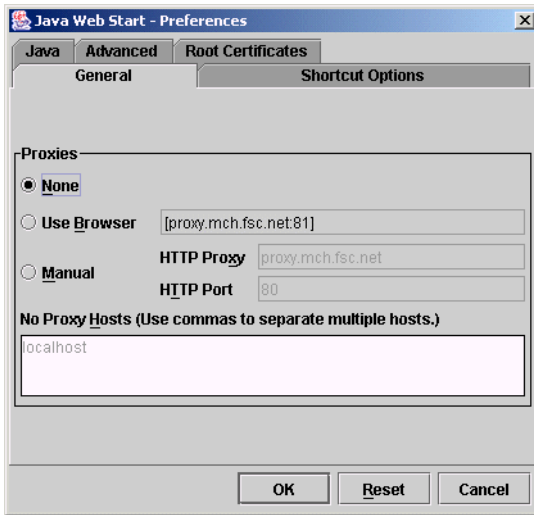 Java Web Start - Preferences
Java Advanced Root Certificates
General Shortcut Options
Proxies
None
Use Browser [proxy.mch.fsc.net:81]
HTTP Proxy proxy.mch.fsc.net
Manual
HTTP Port 80
No Proxy Hosts (Use commas to separate multiple hosts.)
localhost
OK Reset Cancel